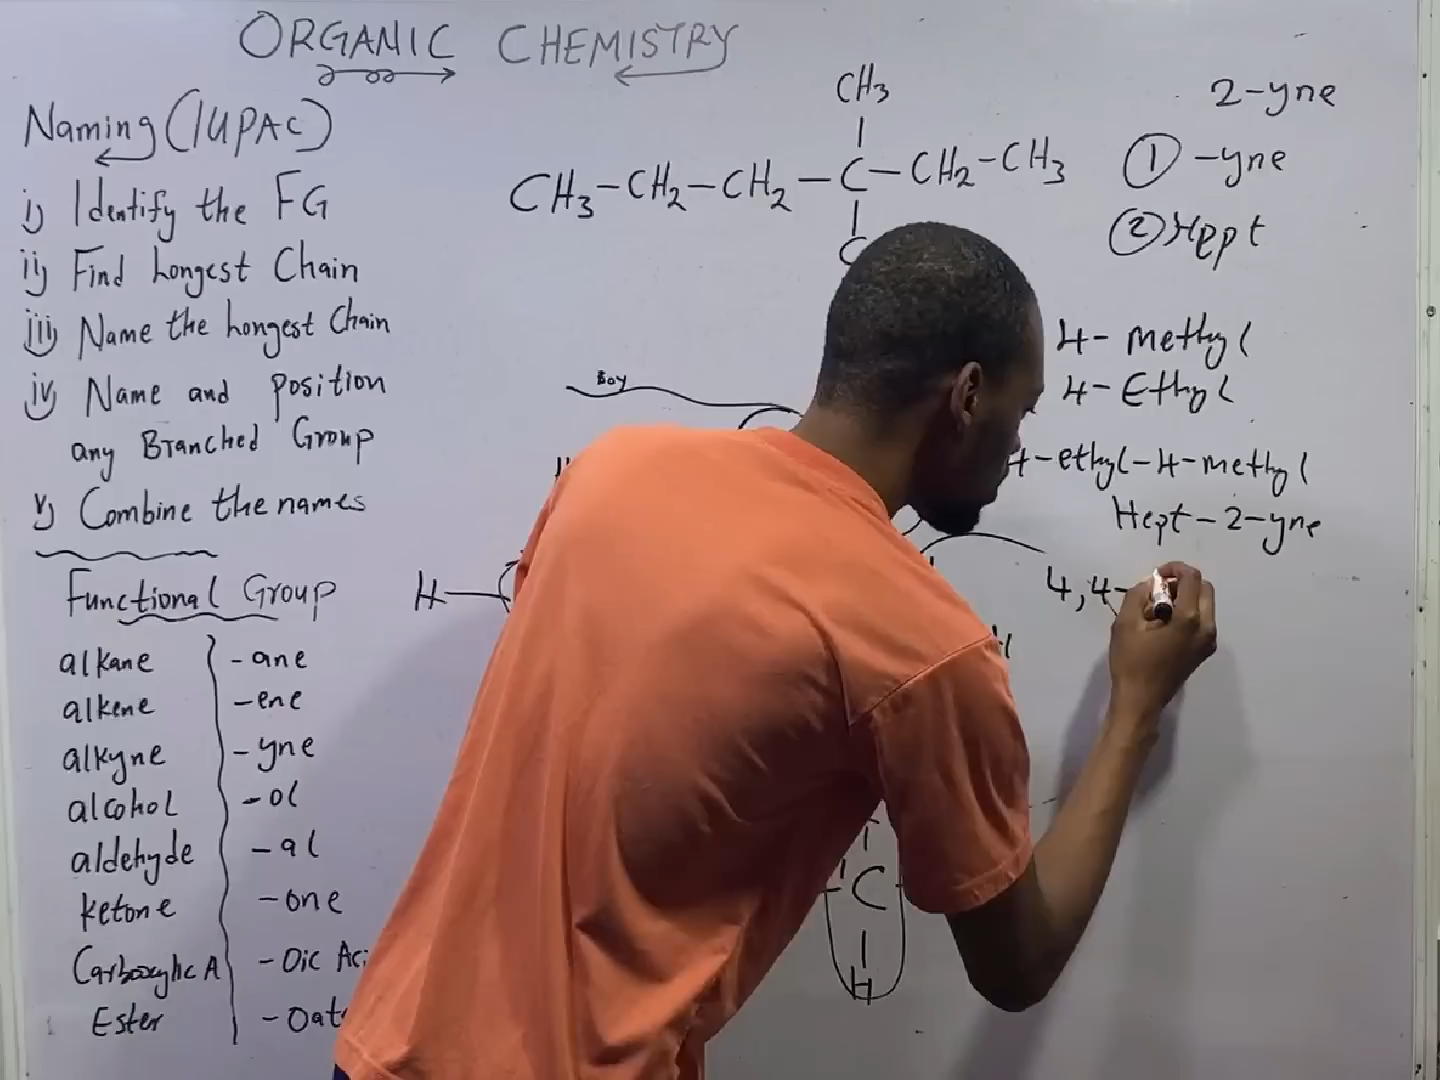 ORGANIC CHEMISTRY
Naming (IUPAC)
i) Identify the FG
ii) Find Longest Chain
iii) Name the Longest Chain
iv) Name and position
any Branched Group
v) Combine the names
Functional Group
alkane -ane
alkene -ene
alkyne -yne
alcohol -ol
aldehyde -al
ketone -one
Carboxylic A -Oic Aci
Ester -Oat
CH3
CH3-CH2-CH2-C-CH2-CH3
C
Boy
H
C
H
2-yne
① -yne
② Hept
4- methyl
4- Ethyl
4-ethyl-4-methyl
Hept-2-yne
4,4-